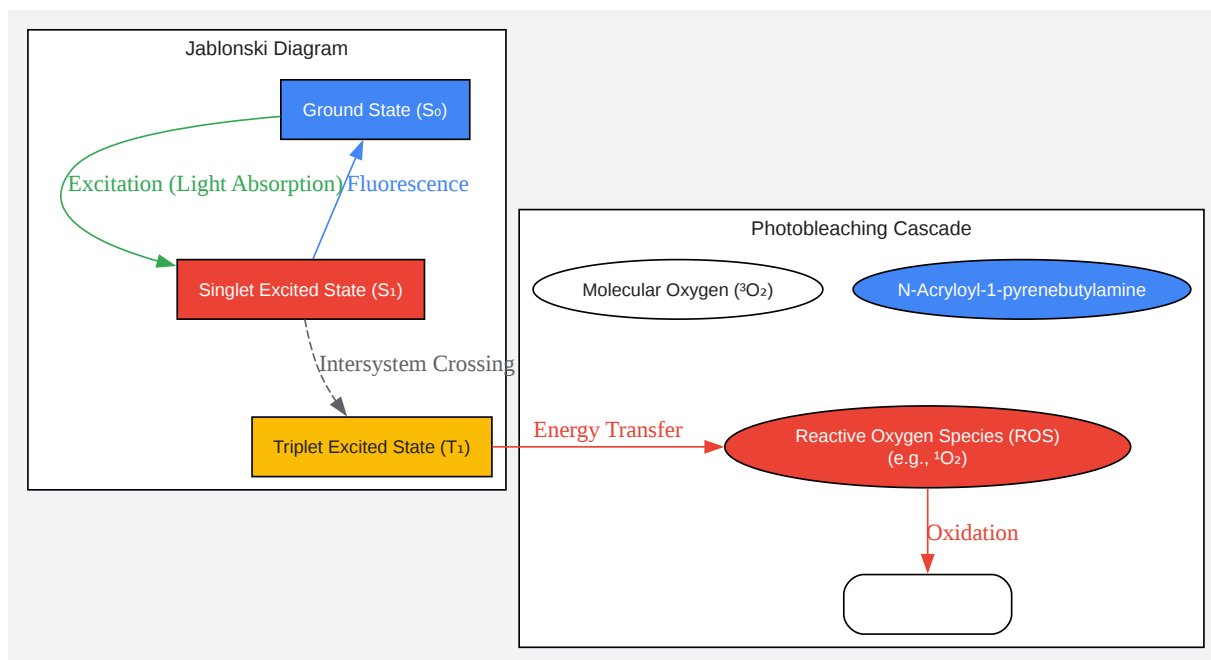 Jablonski Diagram
Ground State (S₀)
Excitation (Light Absorption)
Fluorescence
Singlet Excited State (S₁)
Intersystem Crossing
Triplet Excited State (T₁)
Photobleaching Cascade
Molecular Oxygen (³O₂)
N-Acryloyl-1-pyrenebutylamine
Energy Transfer
Reactive Oxygen Species (ROS)
(e.g., ¹O₂)
Oxidation